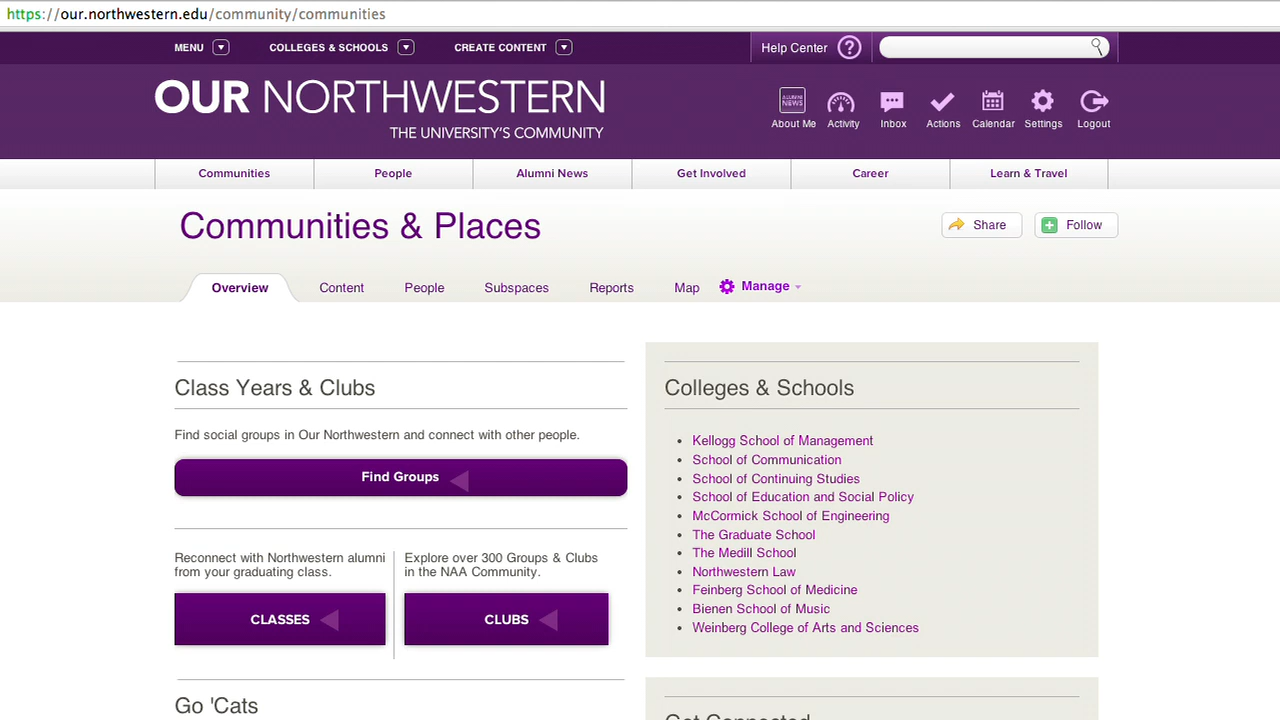 https://our.northwestern.edu/community/communities
MENU COLLEGES & SCHOOLS CREATE CONTENT Help Center ?
OUR NORTHWESTERN
THE UNIVERSITY'S COMMUNITY
ALUMNI
NEWS
About Me Activity Inbox Actions Calendar Settings Logout
Communities People Alumni News Get Involved Career Learn & Travel
Communities & Places
Share Follow
Overview Content People Subspaces Reports Map Manage
Class Years & Clubs
Find social groups in Our Northwestern and connect with other people.
Find Groups
Reconnect with Northwestern alumni
from your graduating class.
CLASSES
Explore over 300 Groups & Clubs
in the NAA Community.
CLUBS
Go 'Cats
Colleges & Schools
• Kellogg School of Management
• School of Communication
• School of Continuing Studies
• School of Education and Social Policy
• McCormick School of Engineering
• The Graduate School
• The Medill School
• Northwestern Law
• Feinberg School of Medicine
• Bienen School of Music
• Weinberg College of Arts and Sciences
Get Connected